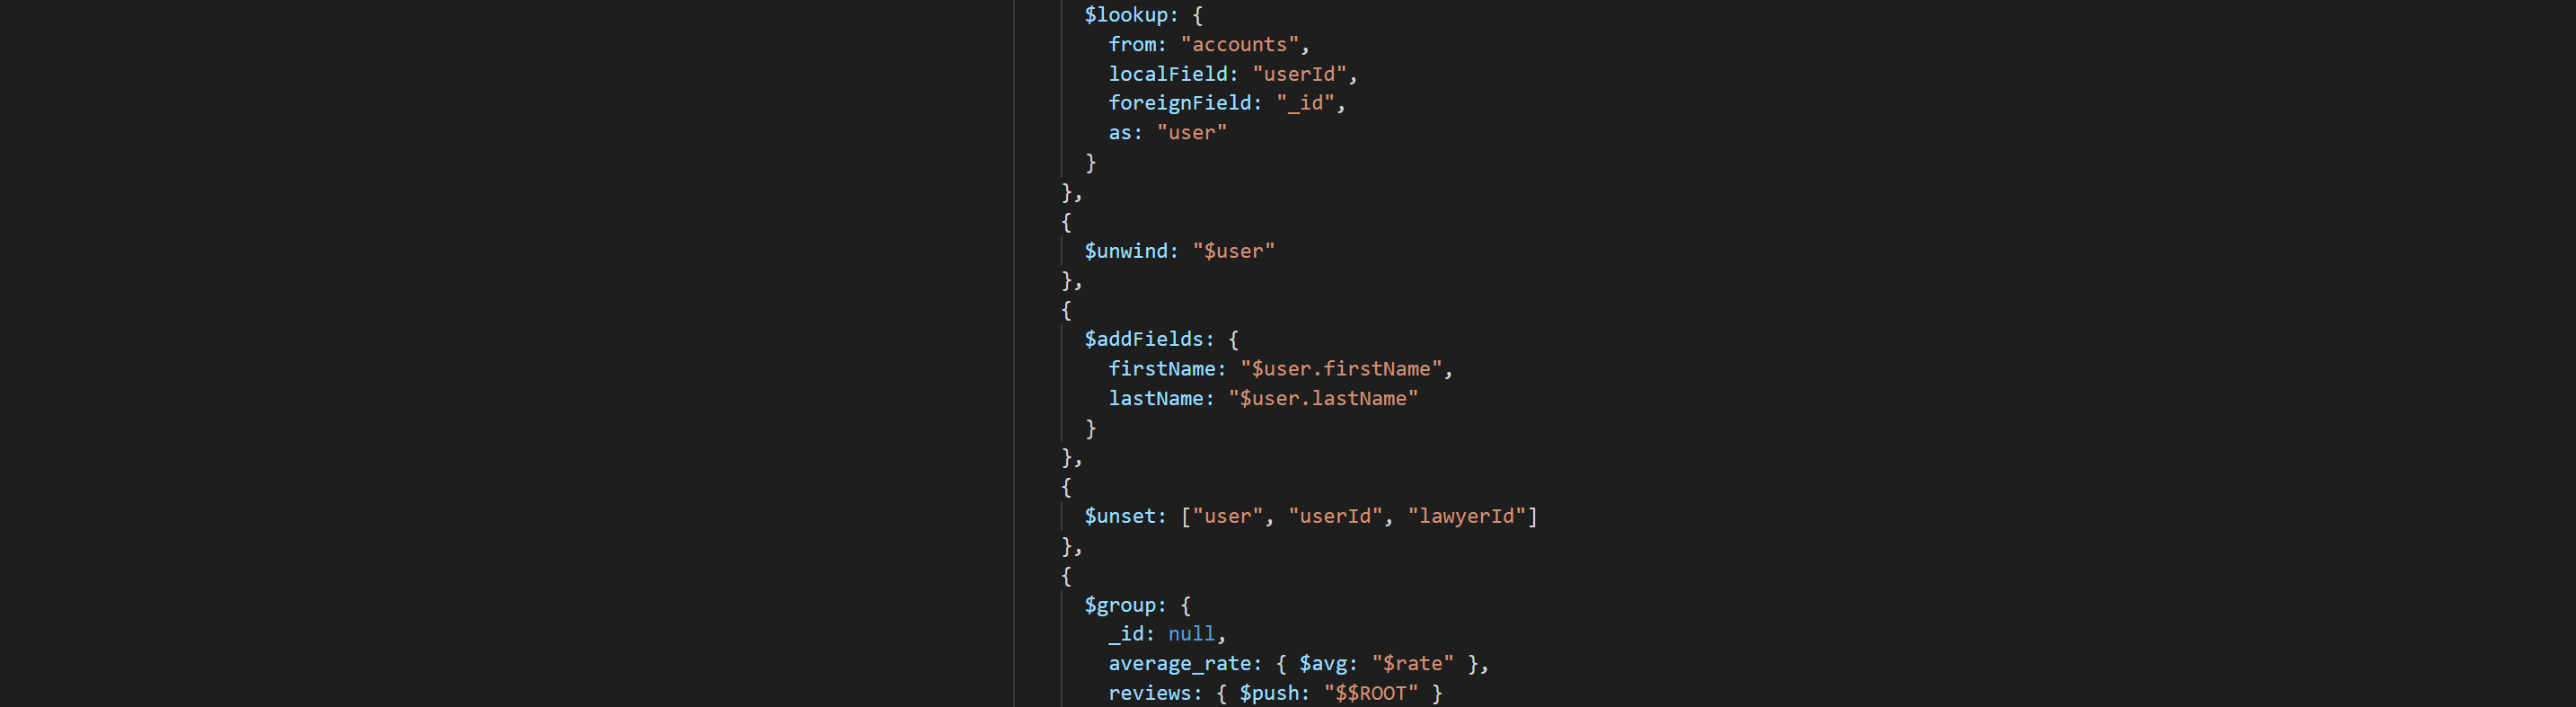 $lookup: {
from: "accounts",
localField: "userId",
foreignField: "_id",
as: "user"
}
},
{
$unwind: "$user"
},
{
$addFields: {
firstName: "$user.firstName",
lastName: "$user.lastName"
}
},
{
$unset: ["user", "userId", "lawyerId"]
},
{
$group: {
_id: null,
average_rate: { $avg: "$rate" },
reviews: { $push: "$$ROOT" }